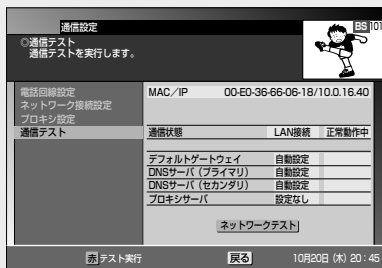 通信設定
BS 101
◎通信テスト
通信テストを実行します。
電話回線設定
ネットワーク接続設定
プロキシ設定
通信テスト
MAC／IP 00-E0-36-66-06-18/10.0.16.40
通信状態 LAN接続 正常動作中
デフォルトゲートウェイ 自動設定
DNSサーバ（プライマリ） 自動設定
DNSサーバ（セカンダリ） 自動設定
プロキシサーバ 設定なし
ネットワークテスト
赤 テスト実行 戻る 10月20日（木）20：45